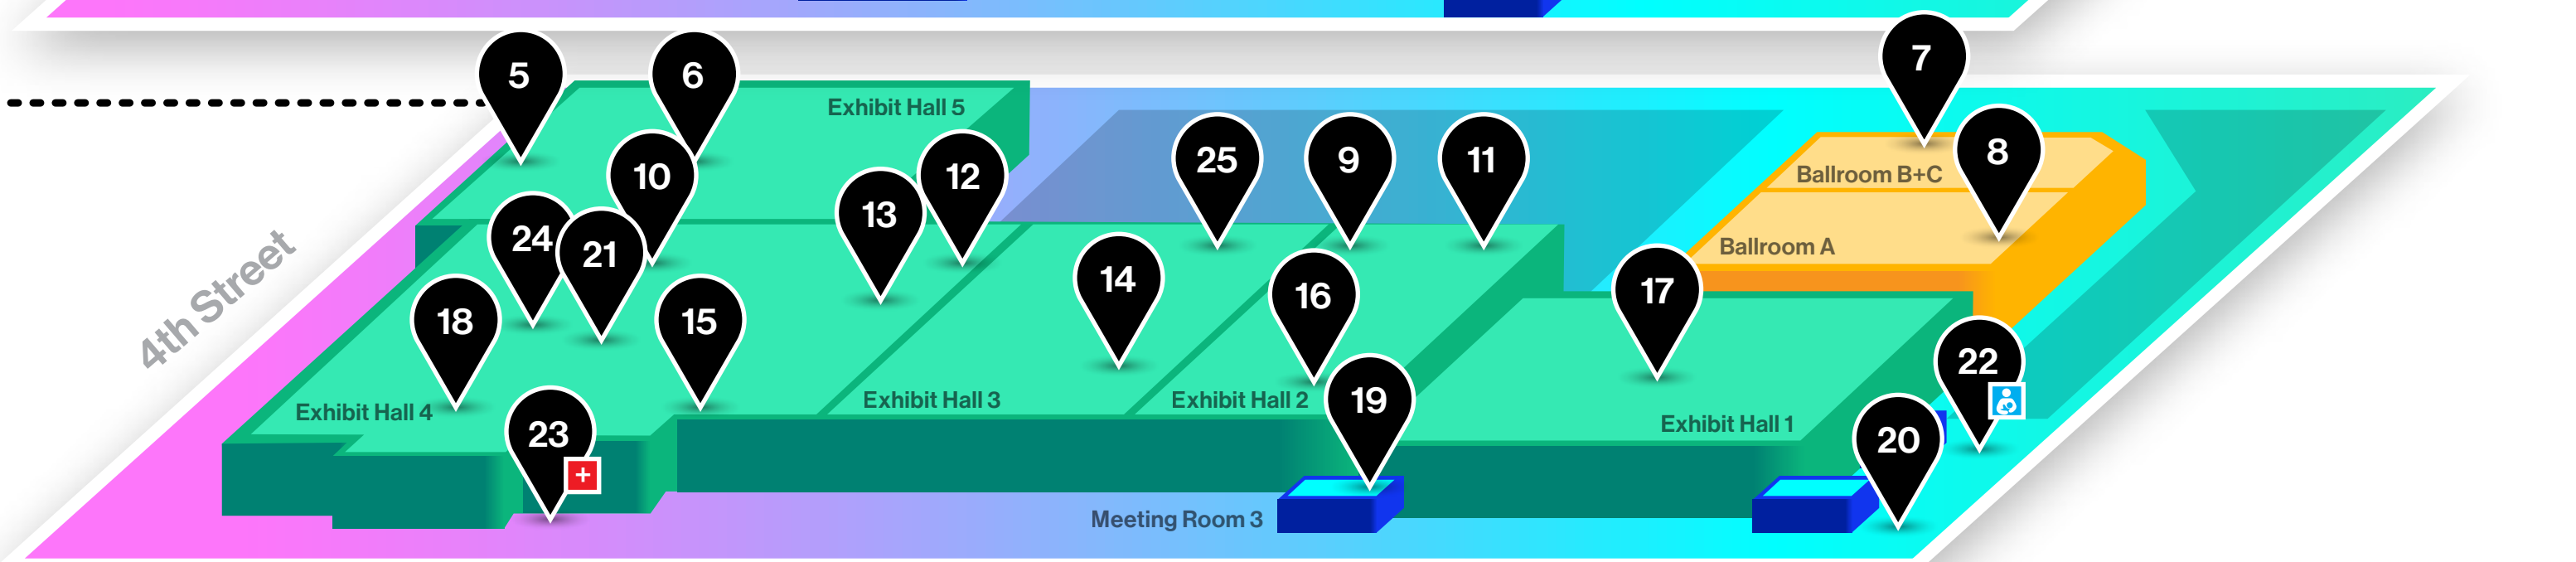 7
5
6
Exhibit Hall 5
8
25
9
11
10
12
Ballroom B+C
13
24
21
Ballroom A
4th Street
14
16
17
18
15
22
Exhibit Hall 4
Exhibit Hall 3
Exhibit Hall 2
19
Exhibit Hall 1
23
20
+
Meeting Room 3